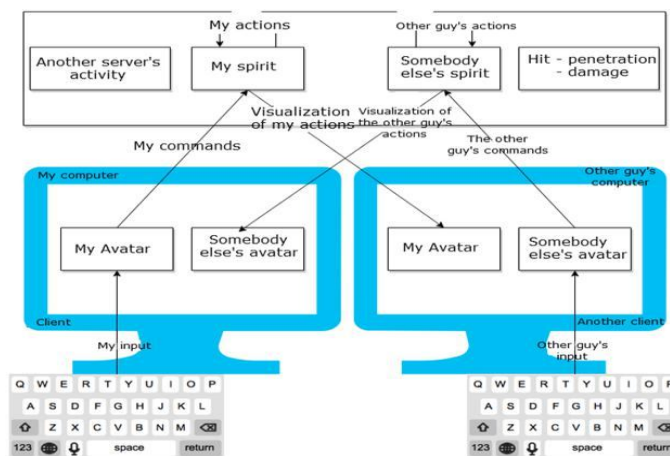 My actions
Other guy's actions
Another server's
activity
My spirit
Somebody
else's spirit
Hit - penetration
- damage
Visualization
of my actions
Visualization of
the other guy's
actions
My commands
The other
guy's commands
My computer
Other guy's
computer
My Avatar
Somebody
else's avatar
My Avatar
Somebody
else's avatar
Client
Another client
My input
Other guy's
input
Q W E R T Y U I O P
A S D F G H J K L
Z X C V B N M
123 space return
Q W E R T Y U I O P
A S D F G H J K L
Z X C V B N M
123 space return